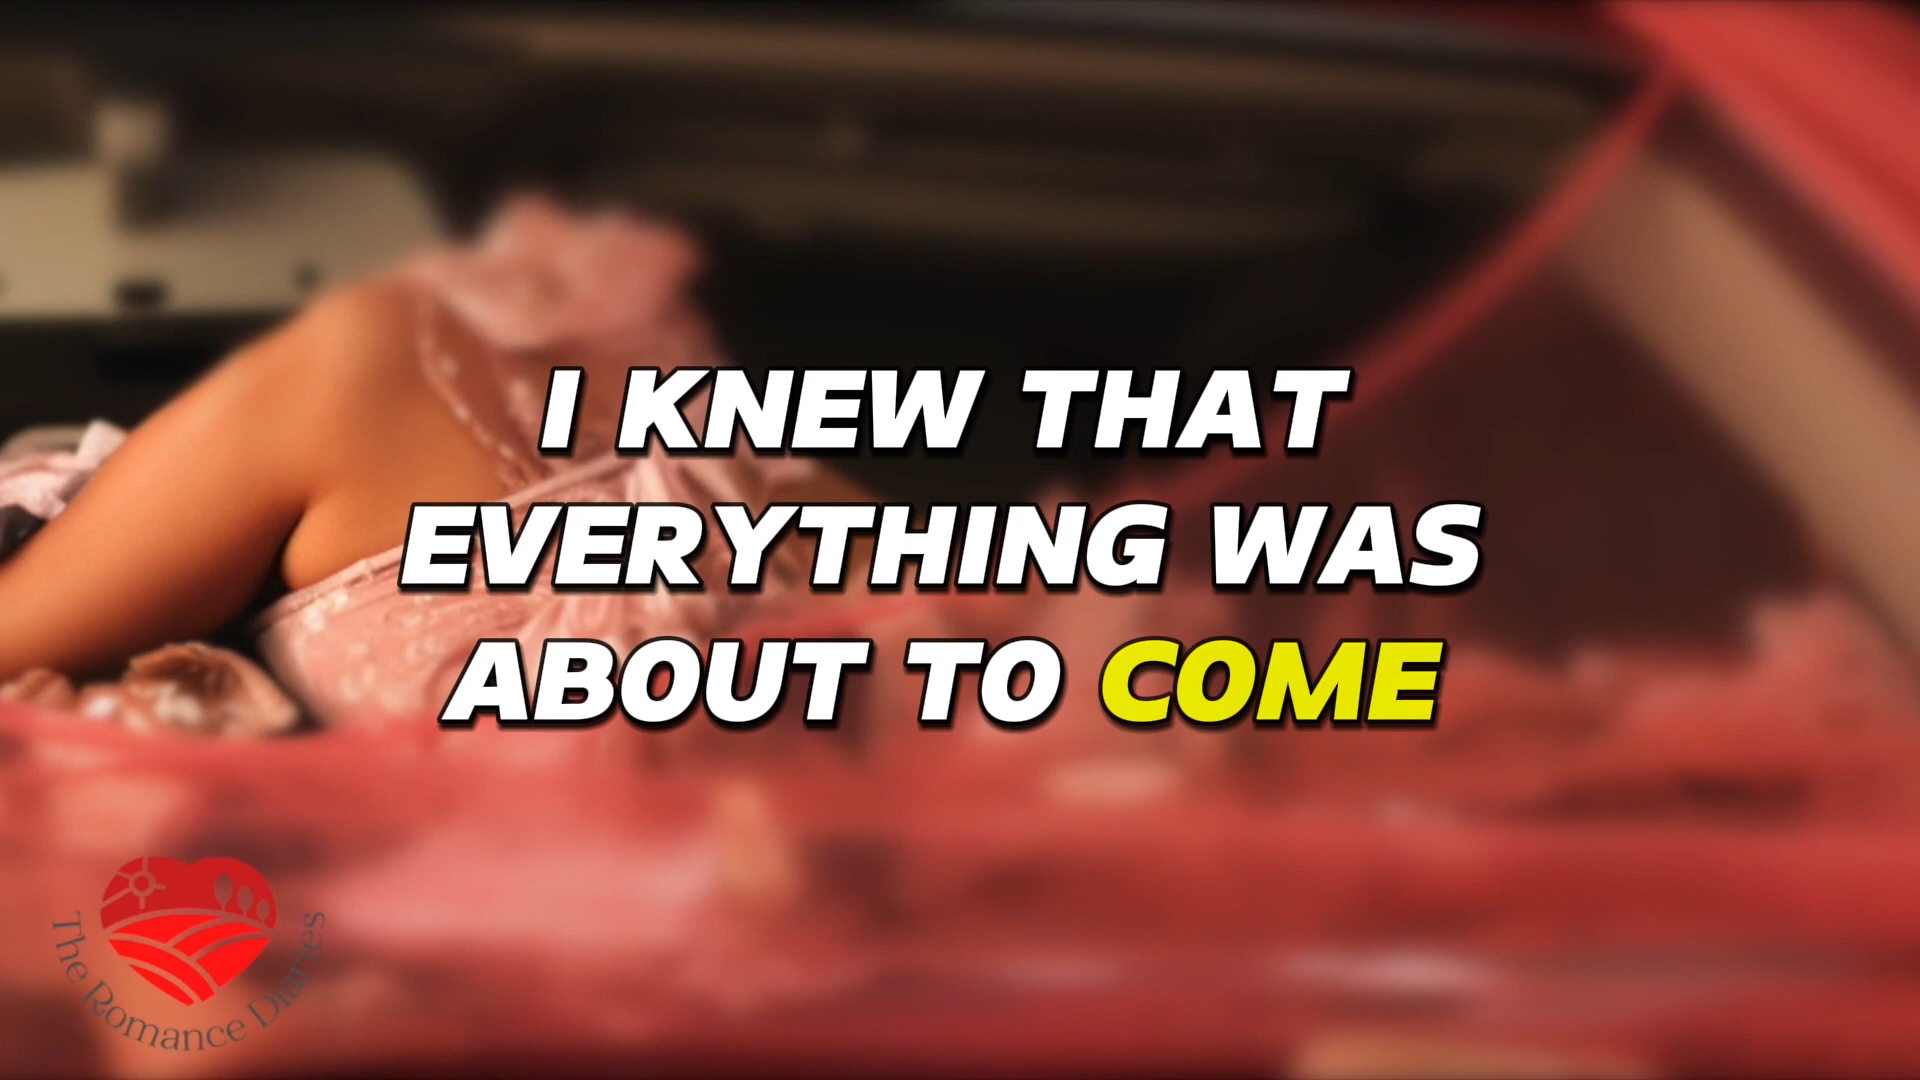 I KNEW THAT
EVERYTHING WAS
ABOUT TO COME
The Romance Diaries